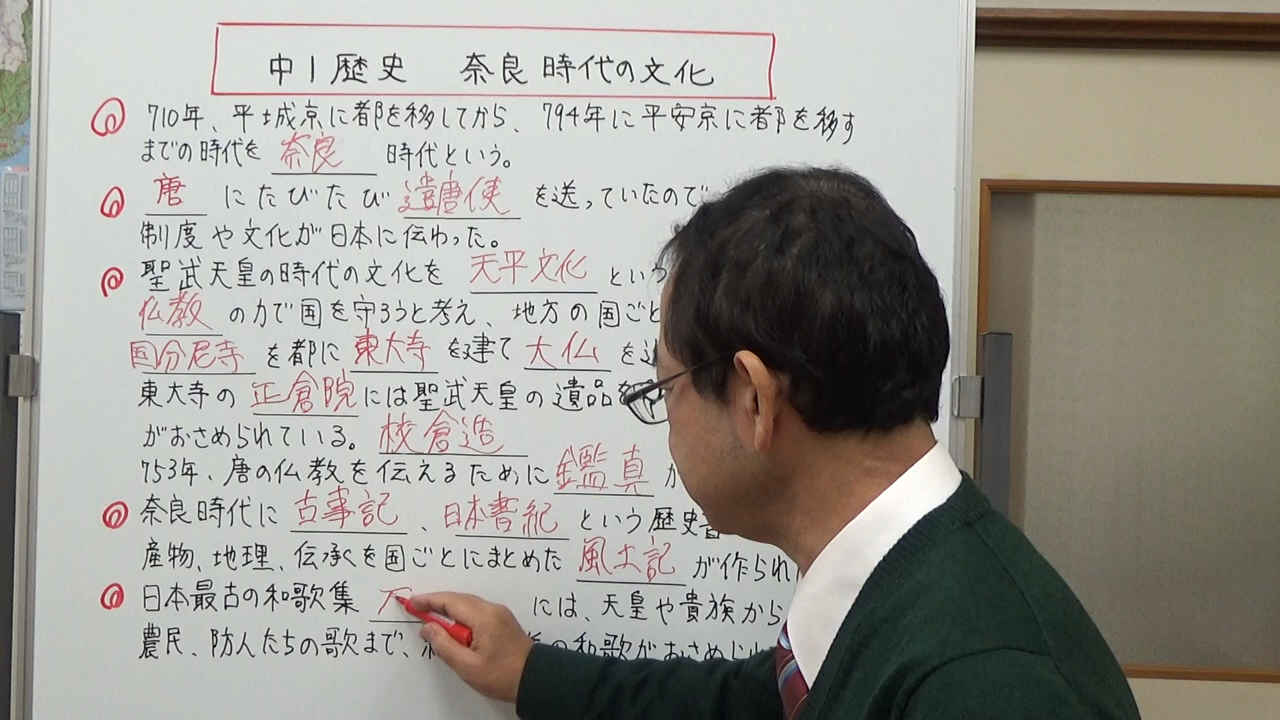 中1歴史 奈良時代の文化
710年、平城京に都を移してから、794年に平安京に都を移す
までの時代を 奈良 時代という。
唐 にたびたび 遣唐使 を送っていたので
制度や文化が日本に伝わった。
聖武天皇の時代の文化を 天平文化 という
仏教 の力で国を守ろうと考え、地方の国ごと
国分尼寺 を都に 東大寺 を建て 大仏 を
東大寺の 正倉院 には聖武天皇の遺品
がおさめられている。 校倉造
753年、唐の仏教を伝えるために 鑑真
奈良時代に 古事記 、日本書紀 という歴史書
産物、地理、伝承を国ごとにまとめた 風土記 が作られ
日本最古の和歌集 には、天皇や貴族から
農民、防人たちの歌まで、 の和歌がおさめ